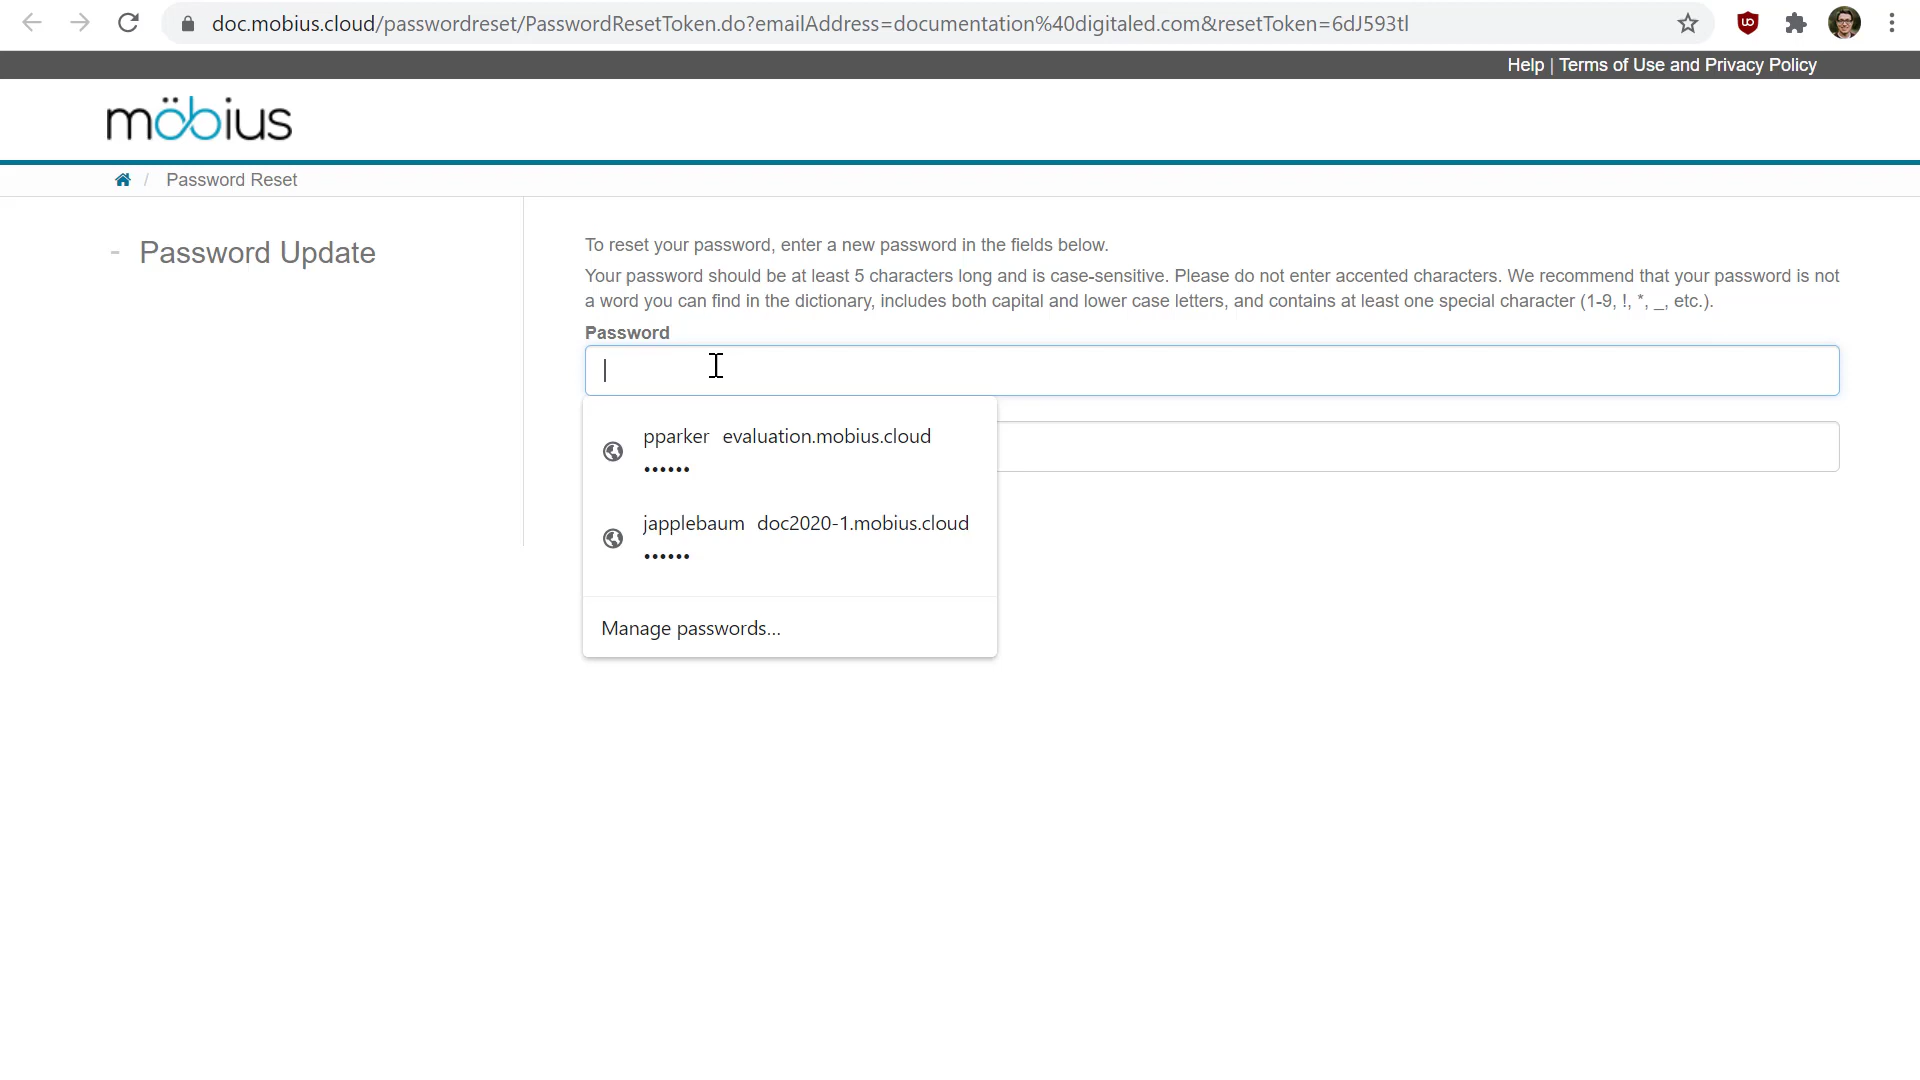 doc.mobius.cloud/passwordreset/PasswordResetToken.do?emailAddress=documentation%40digitaled.com&resetToken=6dJ593tl
Help | Terms of Use and Privacy Policy
möbius
/ Password Reset
- Password Update
To reset your password, enter a new password in the fields below.
Your password should be at least 5 characters long and is case-sensitive. Please do not enter accented characters. We recommend that your password is not
a word you can find in the dictionary, includes both capital and lower case letters, and contains at least one special character (1-9, !, *, _, etc.).
Password
pparker evaluation.mobius.cloud
••••••
japplebaum doc2020-1.mobius.cloud
••••••
Manage passwords...